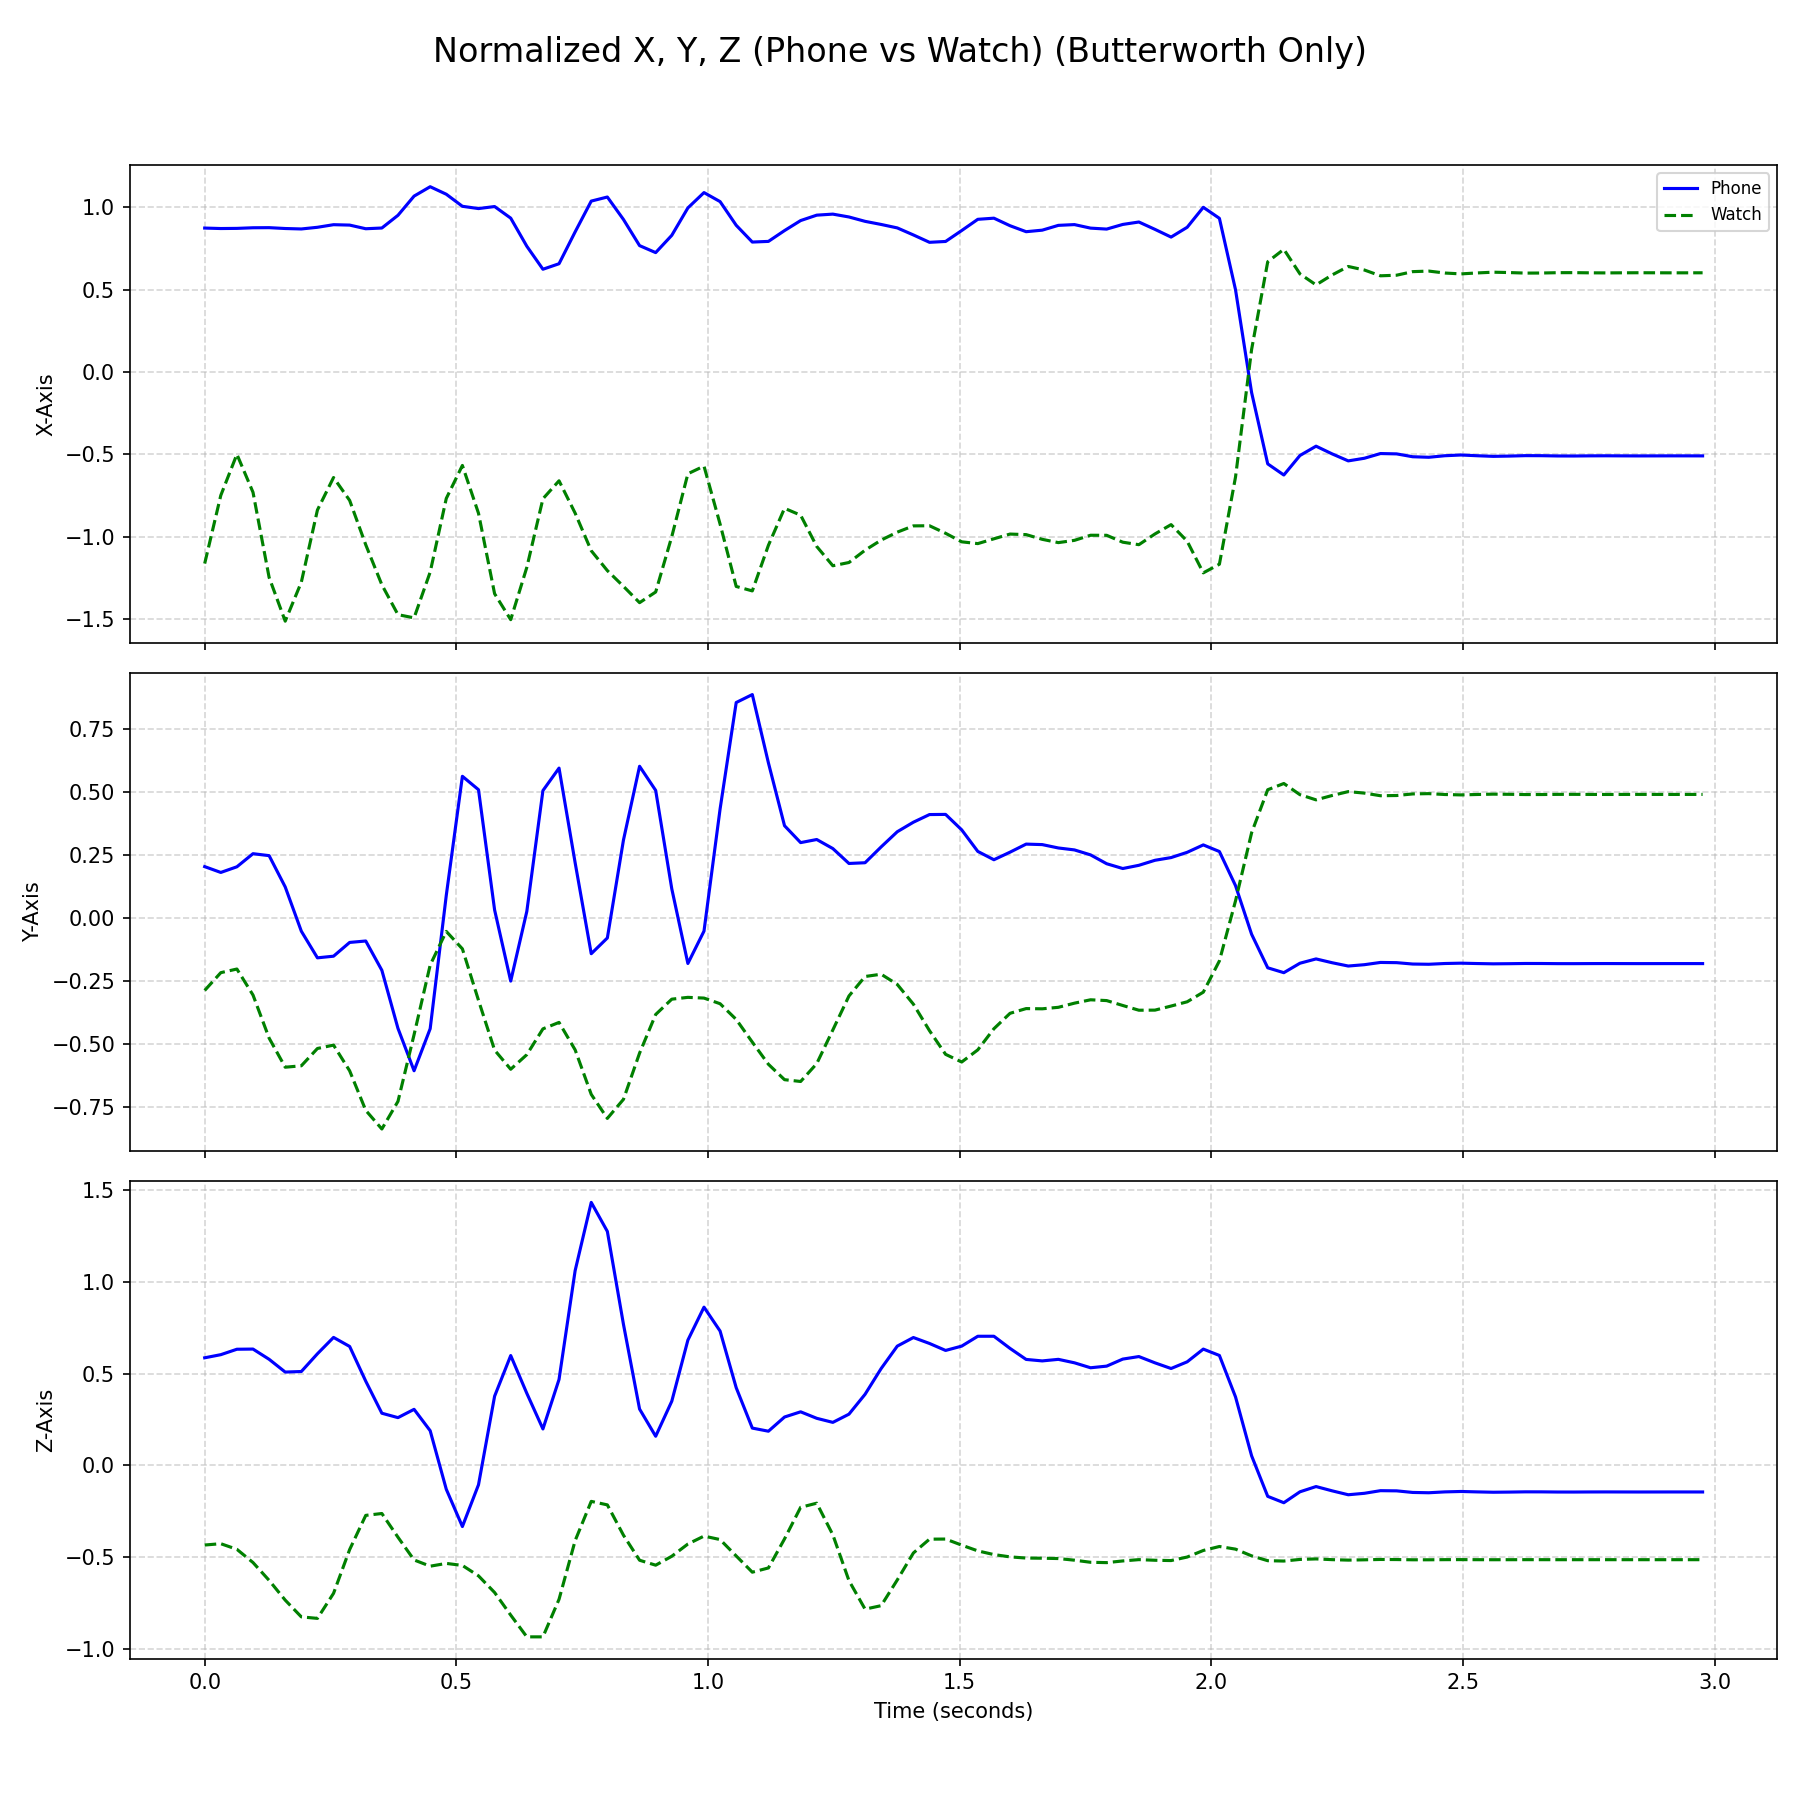 Normalized X, Y, Z (Phone vs Watch) (Butterworth Only)
Phone
Watch
X-Axis
1.0
0.5
0.0
−0.5
−1.0
−1.5
Y-Axis
0.75
0.50
0.25
0.00
−0.25
−0.50
−0.75
Z-Axis
1.5
1.0
0.5
0.0
−0.5
−1.0
0.0 0.5 1.0 1.5 2.0 2.5 3.0
Time (seconds)